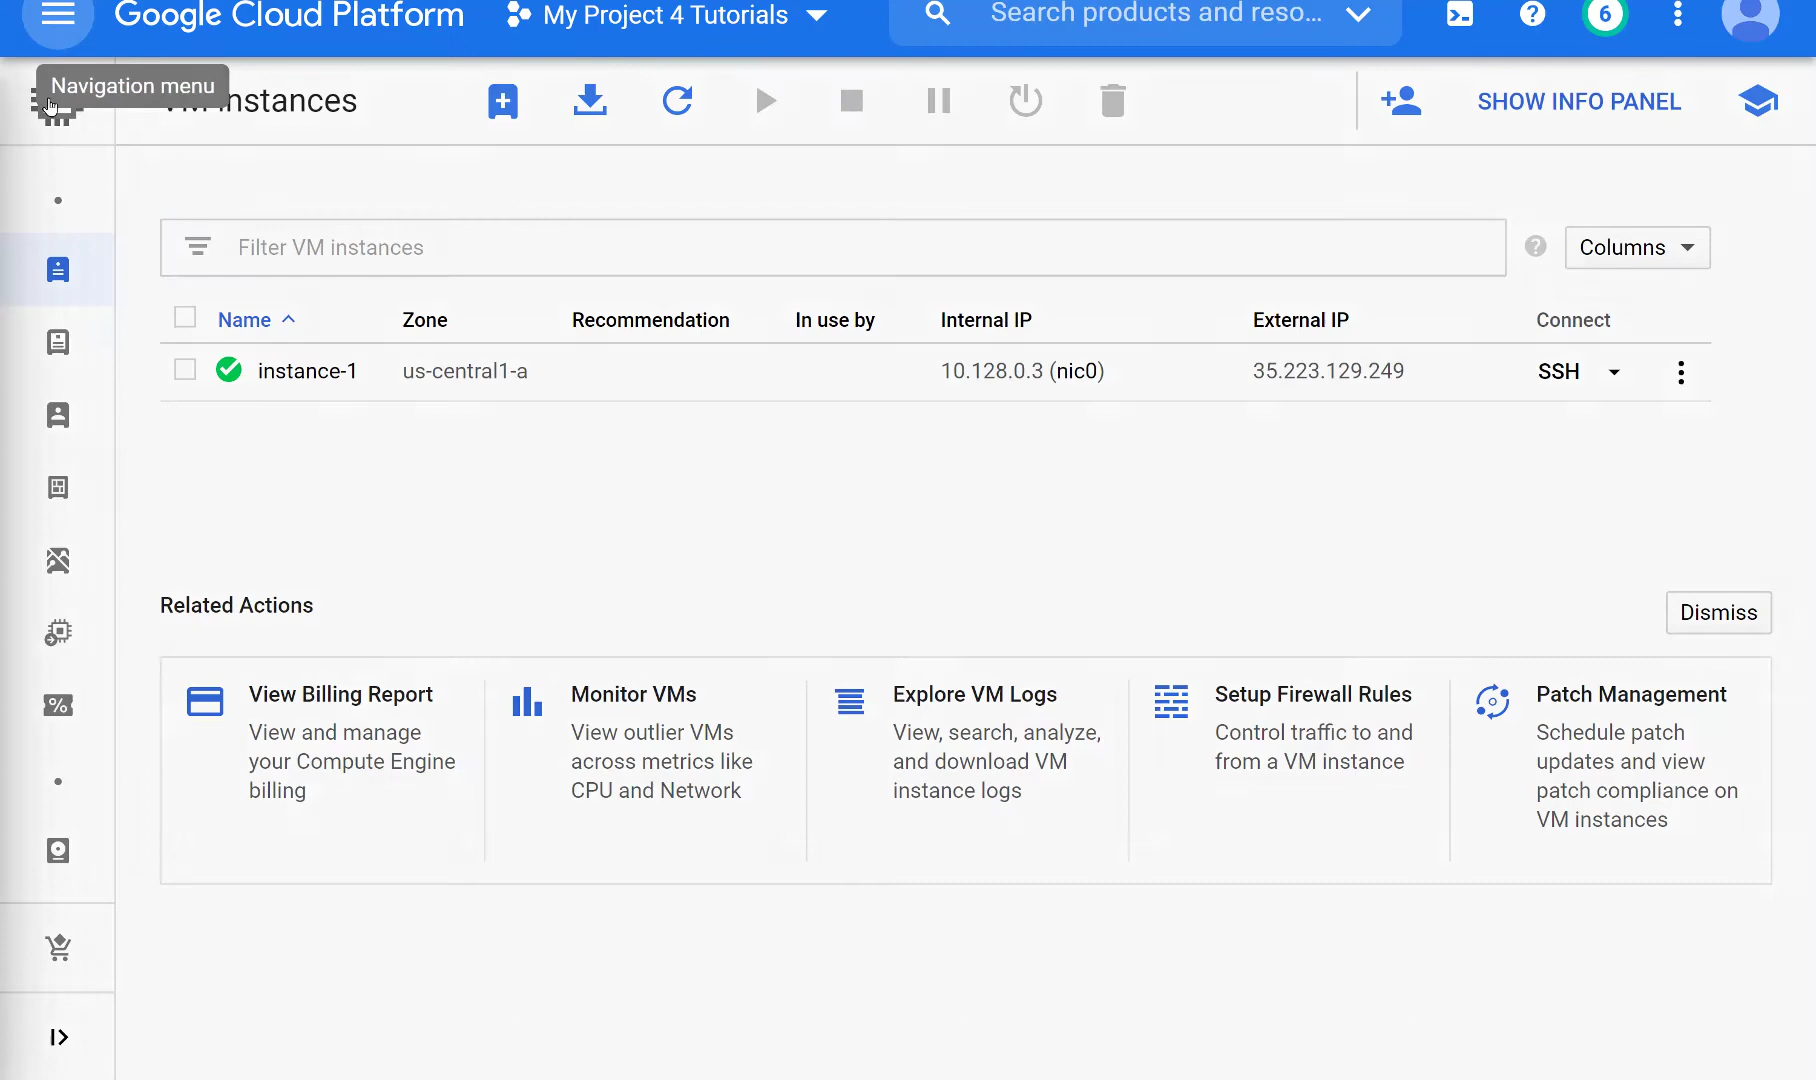 Google Cloud Platform
My Project 4 Tutorials
Search products and reso...
6
Navigation menu
VM instances
SHOW INFO PANEL
Filter VM instances
Columns
Name Zone Recommendation In use by Internal IP External IP Connect
instance-1 us-central1-a 10.128.0.3 (nic0) 35.223.129.249 SSH
Related Actions
Dismiss
View Billing Report
View and manage
your Compute Engine
billing
Monitor VMs
View outlier VMs
across metrics like
CPU and Network
Explore VM Logs
View, search, analyze,
and download VM
instance logs
Setup Firewall Rules
Control traffic to and
from a VM instance
Patch Management
Schedule patch
updates and view
patch compliance on
VM instances